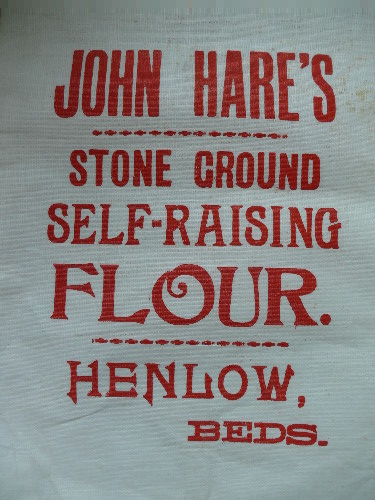 JOHN HARE'S
STONE GROUND
SELF-RAISING
FLOUR.
HENLOW,
BEDS.